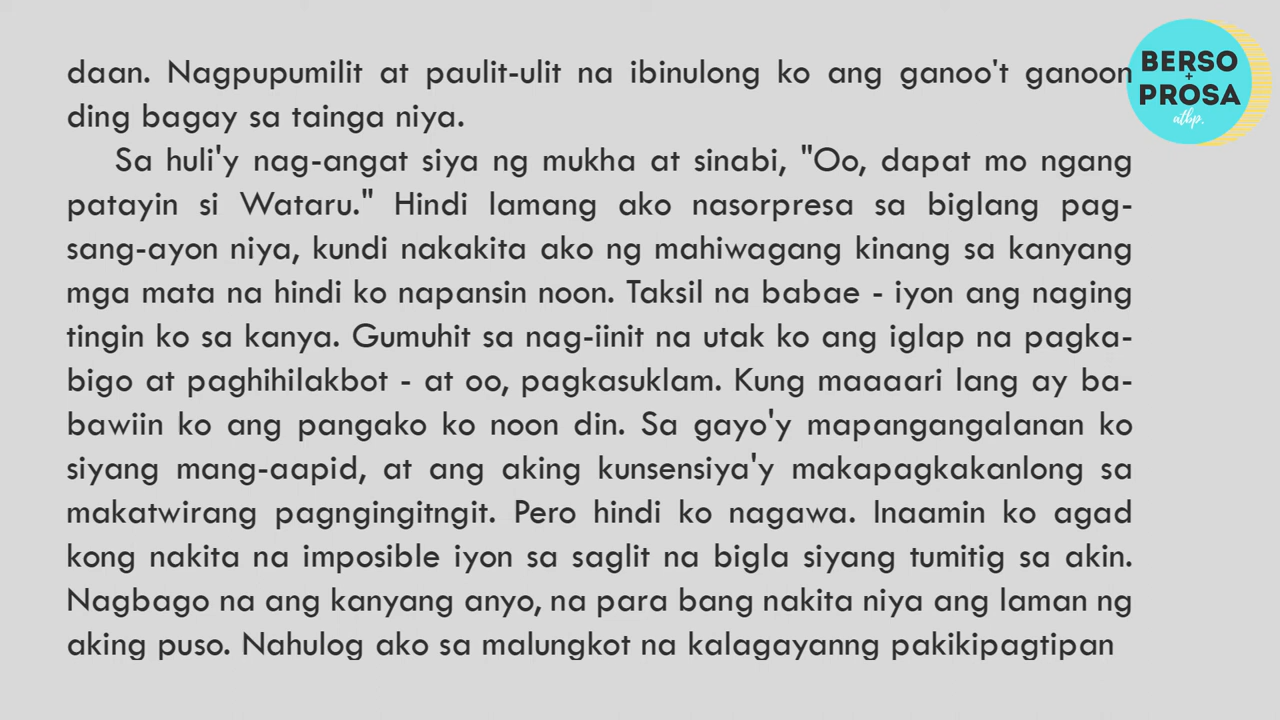 daan. Nagpupumilit at paulit-ulit na ibinulong ko ang ganoo't ganoon
ding bagay sa tainga niya.
Sa huli'y nag-angat siya ng mukha at sinabi, "Oo, dapat mo ngang
patayin si Wataru." Hindi lamang ako nasorpresa sa biglang pag-
sang-ayon niya, kundi nakakita ako ng mahiwagang kinang sa kanyang
mga mata na hindi ko napansin noon. Taksil na babae - iyon ang naging
tingin ko sa kanya. Gumuhit sa nag-iinit na utak ko ang iglap na pagka-
bigo at paghihilakbot - at oo, pagkasuklam. Kung maaaari lang ay ba-
bawiin ko ang pangako ko noon din. Sa gayo'y mapangangalanan ko
siyang mang-aapid, at ang aking kunsensiya'y makapagkakanlong sa
makatwirang pagngingitngit. Pero hindi ko nagawa. Inaamin ko agad
kong nakita na imposible iyon sa saglit na bigla siyang tumitig sa akin.
Nagbago na ang kanyang anyo, na para bang nakita niya ang laman ng
aking puso. Nahulog ako sa malungkot na kalagayanng pakikipagtipan
BERSO
+
PROSA
atbp.